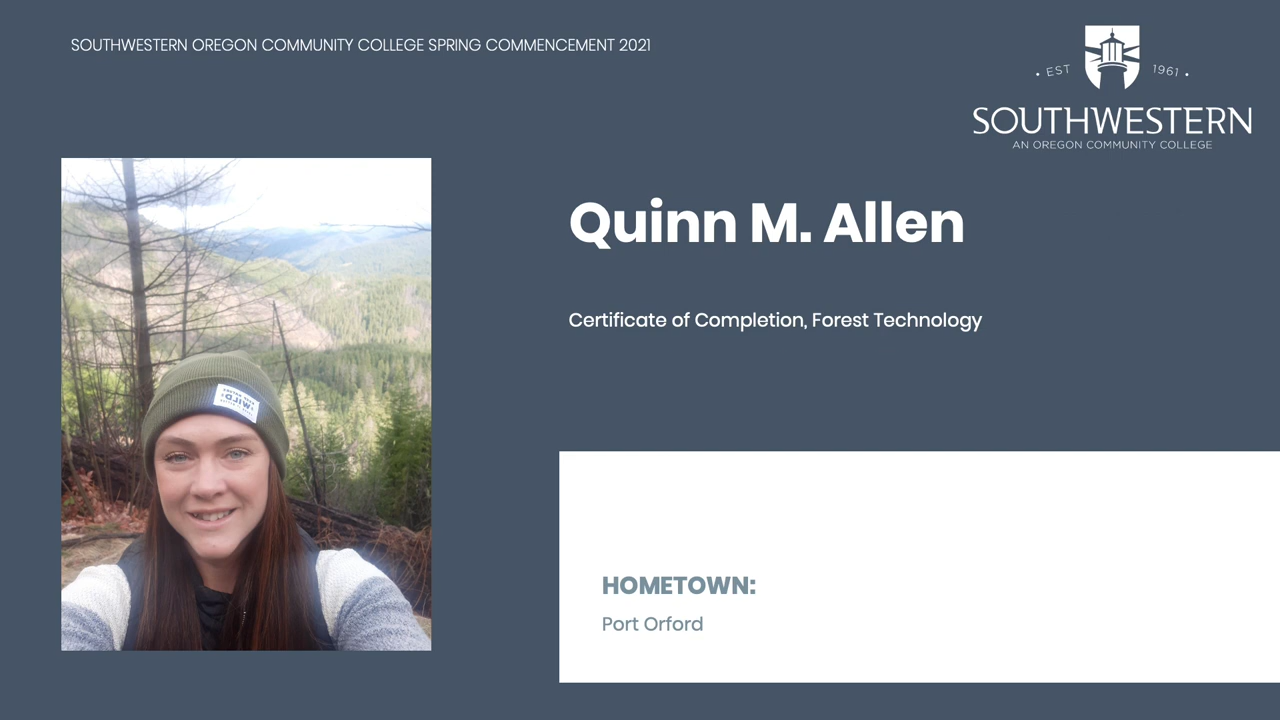 SOUTHWESTERN OREGON COMMUNITY COLLEGE SPRING COMMENCEMENT 2021
• EST 1961 •
SOUTHWESTERN
AN OREGON COMMUNITY COLLEGE
Quinn M. Allen
Certificate of Completion, Forest Technology
WILD
HOMETOWN:
Port Orford